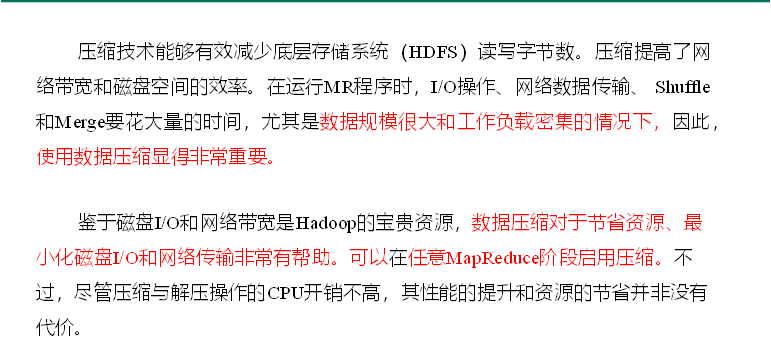 压缩技术能够有效减少底层存储系统（HDFS）读写字节数。压缩提高了网
络带宽和磁盘空间的效率。在运行MR程序时，I/O操作、网络数据传输、 Shuffle
和Merge要花大量的时间，尤其是数据规模很大和工作负载密集的情况下，因此，
使用数据压缩显得非常重要。
鉴于磁盘I/O和网络带宽是Hadoop的宝贵资源，数据压缩对于节省资源、最
小化磁盘I/O和网络传输非常有帮助。可以在任意MapReduce阶段启用压缩。不
过，尽管压缩与解压操作的CPU开销不高，其性能的提升和资源的节省并非没有
代价。